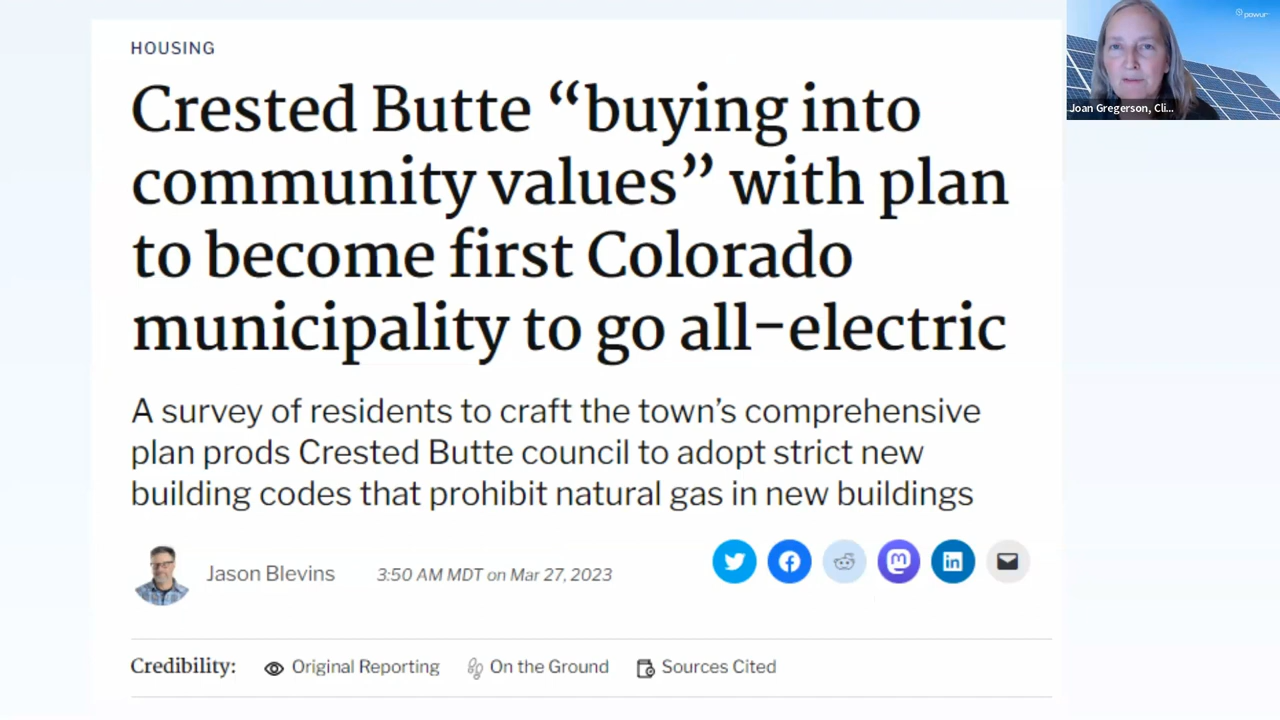 HOUSING
Crested Butte “buying into
community values” with plan
to become first Colorado
municipality to go all-electric
A survey of residents to craft the town’s comprehensive
plan prods Crested Butte council to adopt strict new
building codes that prohibit natural gas in new buildings
Jason Blevins
3:50 AM MDT on Mar 27, 2023
Credibility:
Original Reporting
On the Ground
Sources Cited
powur
Joan Gregerson, Cli...